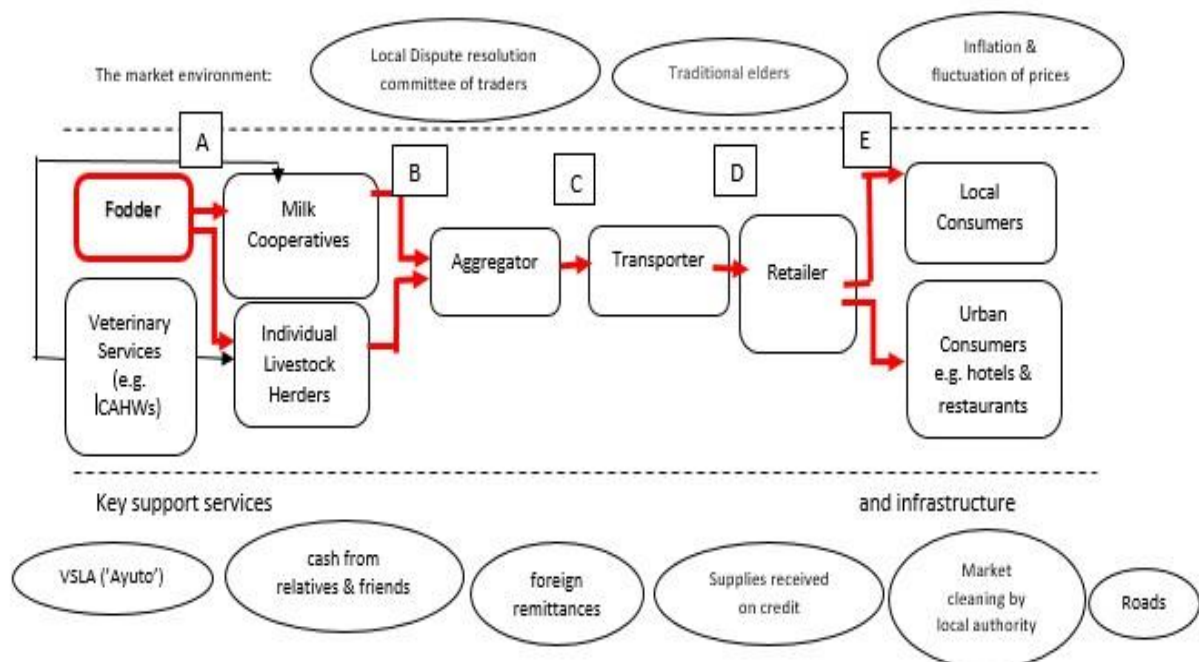 The market environment:
Local Dispute resolution
committee of traders
Traditional elders
Inflation &
fluctuation of prices
A
B
C
D
E
Fodder
Milk
Cooperatives
Aggregator
Transporter
Retailer
Local
Consumers
Veterinary
Services
(e.g.
ICAHWs)
Individual
Livestock
Herders
Urban
Consumers
e.g. hotels &
restaurants
Key support services
and infrastructure
VSLA ('Ayuto')
cash from
relatives & friends
foreign
remittances
Supplies received
on credit
Market
cleaning by
local authority
Roads